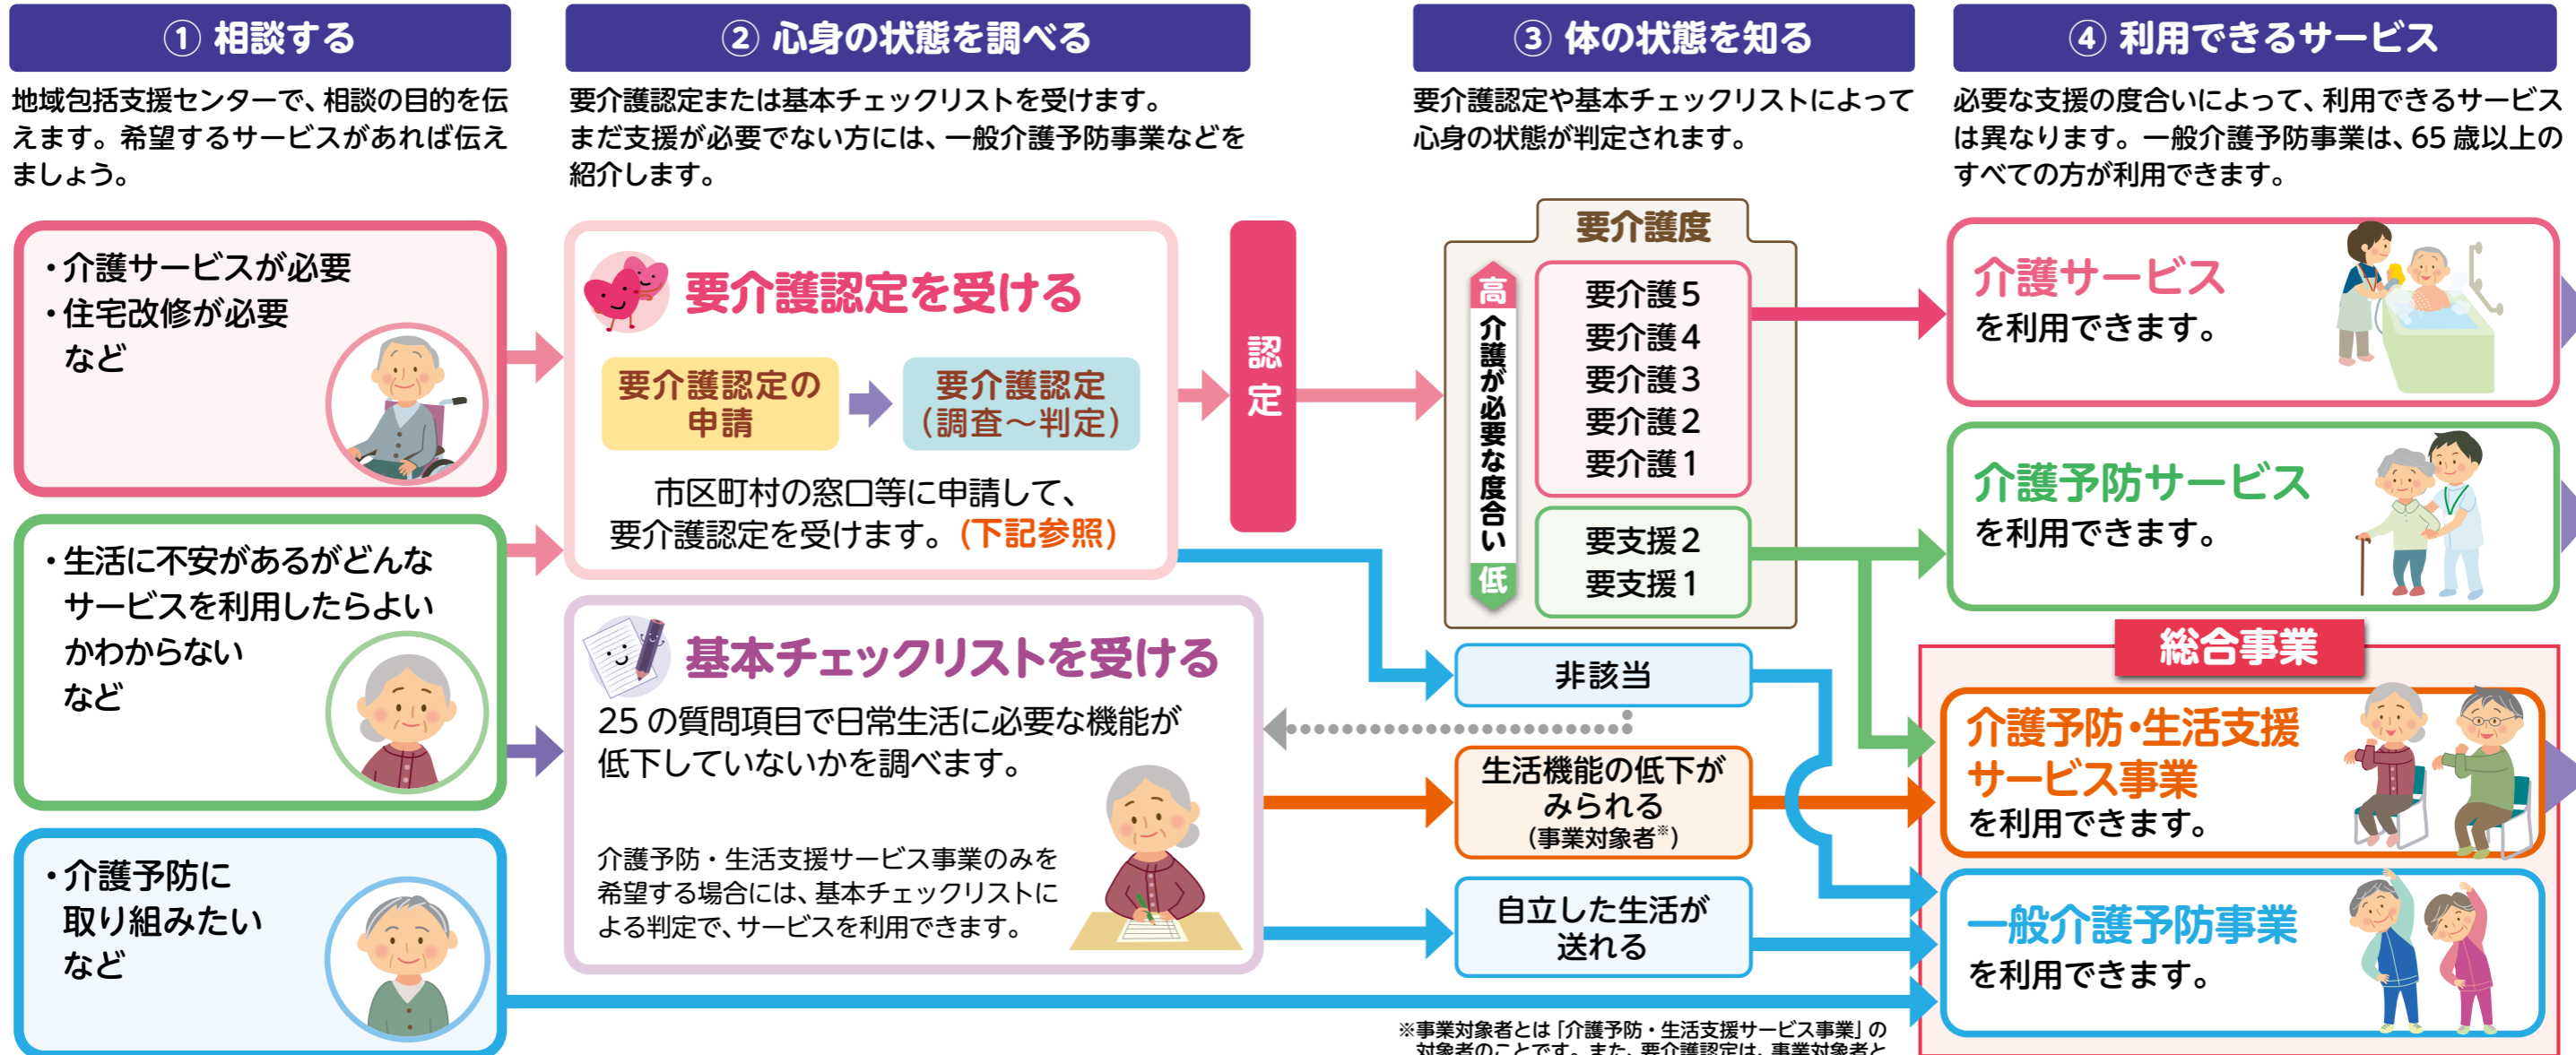 ① 相談する
地域包括支援センターで、相談の目的を伝
えます。希望するサービスがあれば伝え
ましょう。
・介護サービスが必要
・住宅改修が必要
など
・生活に不安があるがどんな
サービスを利用したらよい
かわからない
など
・介護予防に
取り組みたい
など
② 心身の状態を調べる
要介護認定または基本チェックリストを受けます。
まだ支援が必要でない方には、一般介護予防事業などを
紹介します。
要介護認定を受ける
要介護認定の
申請
要介護認定
（調査～判定）
市区町村の窓口等に申請して、
要介護認定を受けます。（下記参照）
認定
基本チェックリストを受ける
25の質問項目で日常生活に必要な機能が
低下していないかを調べます。
介護予防・生活支援サービス事業のみを
希望する場合には、基本チェックリストに
よる判定で、サービスを利用できます。
③ 体の状態を知る
要介護認定や基本チェックリストによって
心身の状態が判定されます。
要介護度
高
介護が必要な度合い
低
要介護5
要介護4
要介護3
要介護2
要介護1
要支援2
要支援1
非該当
生活機能の低下が
みられる
（事業対象者※）
自立した生活が
送れる
※事業対象者とは「介護予防・生活支援サービス事業」の
対象者のことです。また、要介護認定は、事業対象者と
④ 利用できるサービス
必要な支援の度合いによって、利用できるサービス
は異なります。一般介護予防事業は、65歳以上の
すべての方が利用できます。
介護サービス
を利用できます。
介護予防サービス
を利用できます。
総合事業
介護予防・生活支援
サービス事業
を利用できます。
一般介護予防事業
を利用できます。